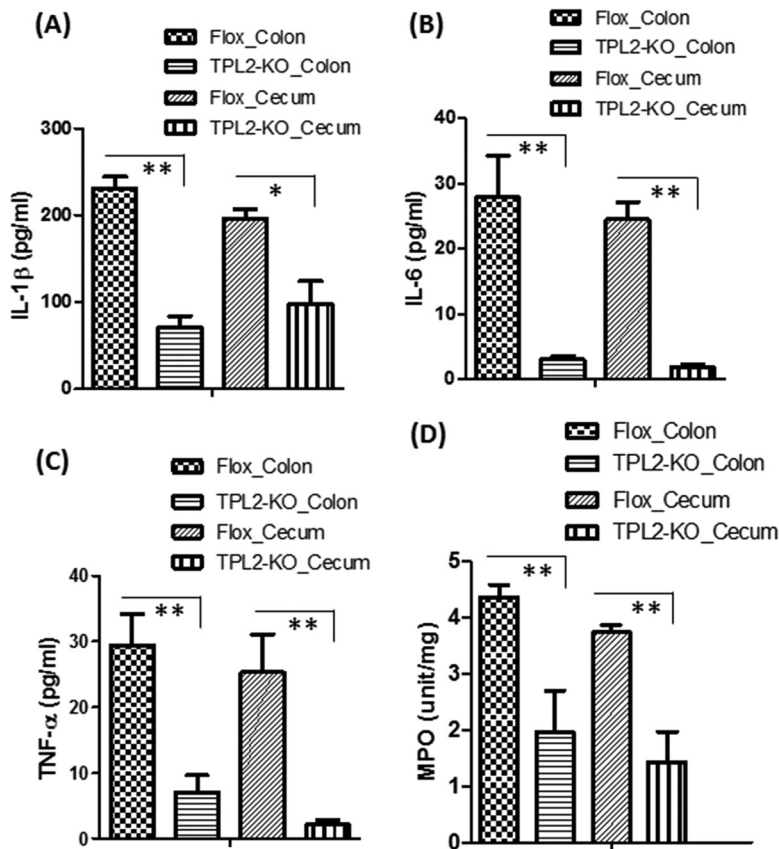 (A)
Flox_Colon
TPL2-KO_Colon
Flox_Cecum
TPL2-KO_Cecum
300
200
100
0
IL-1β (pg/ml)
**
*
(B)
Flox_Colon
TPL2-KO_Colon
Flox_Cecum
TPL2-KO_Cecum
40
30
20
10
0
IL-6 (pg/ml)
**
**
(C)
Flox_Colon
TPL2-KO_Colon
Flox_Cecum
TPL2-KO_Cecum
40
30
20
10
0
TNF-α (pg/ml)
**
**
(D)
Flox_Colon
TPL2-KO_Colon
Flox_Cecum
TPL2-KO_Cecum
5
4
3
2
1
0
MPO (unit/mg)
**
**